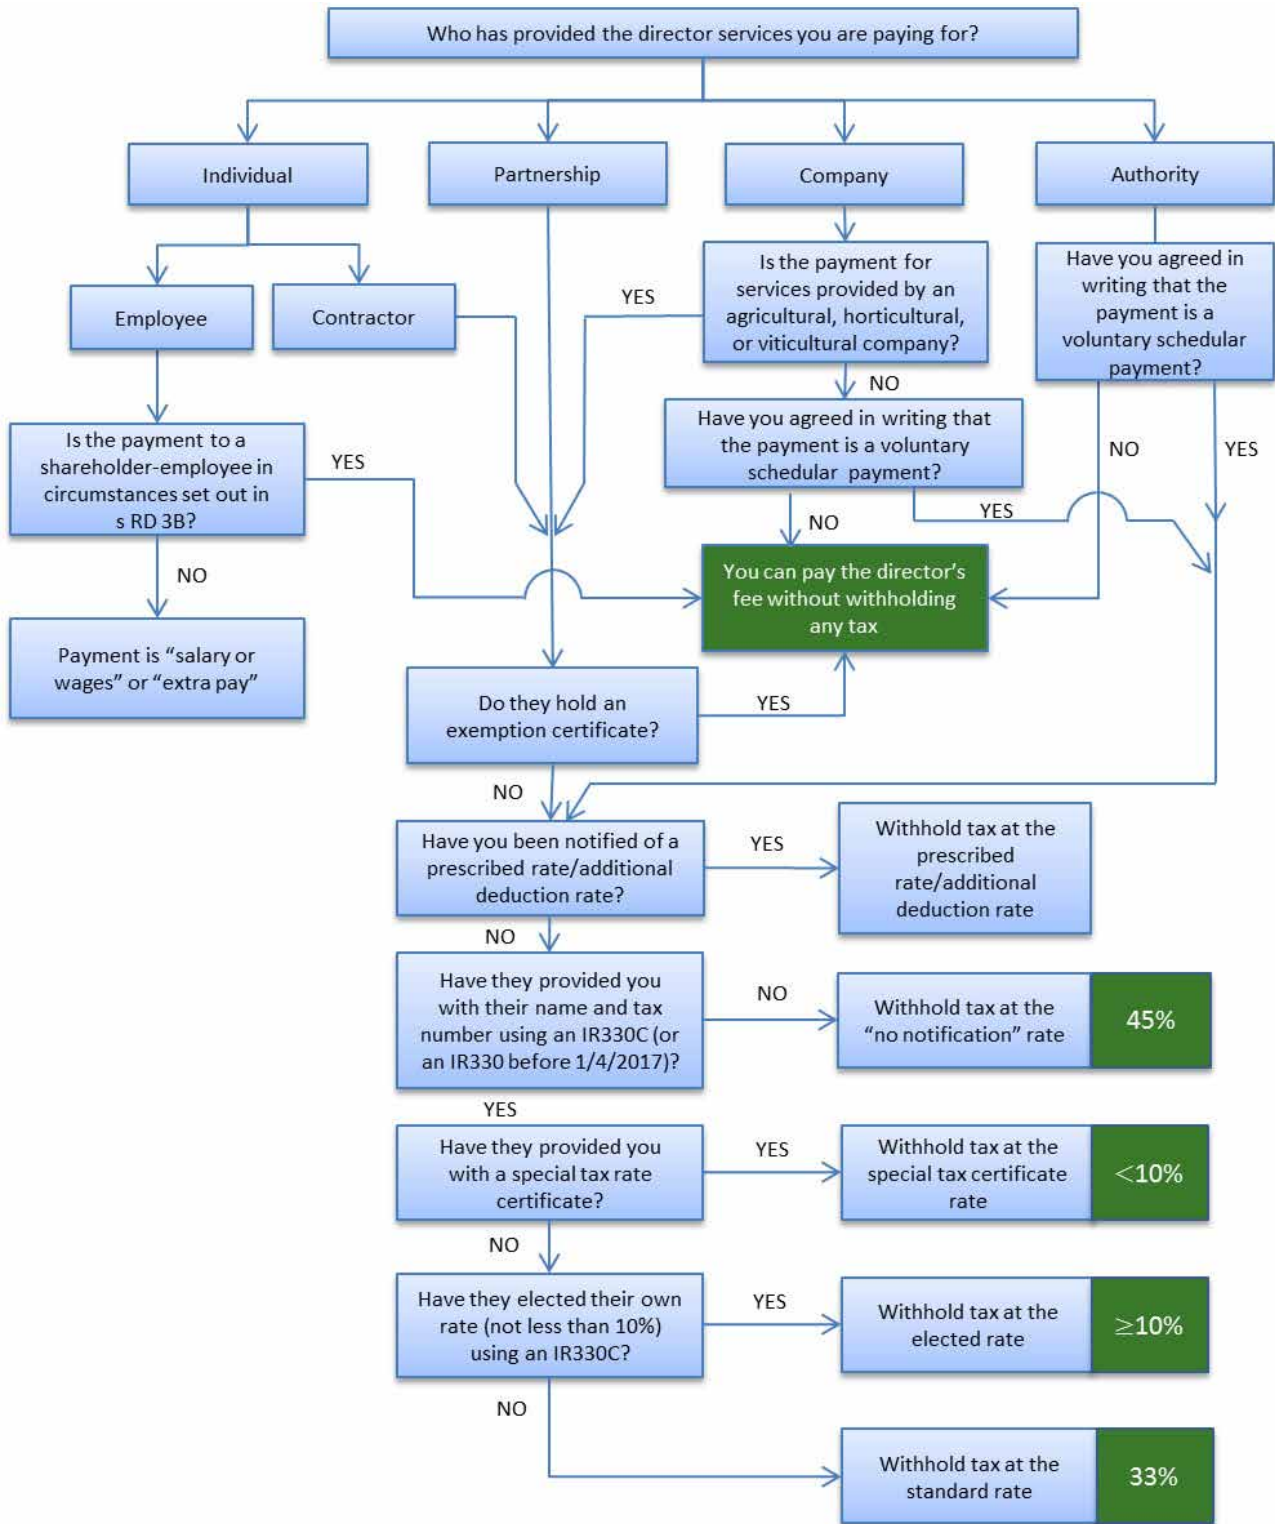 Who has provided the director services you are paying for?
Individual
Partnership
Company
Authority
Employee
Contractor
YES
Is the payment for
services provided by an
agricultural, horticultural,
or viticultural company?
Have you agreed in
writing that the
payment is a
voluntary schedular
payment?
NO
Is the payment to a
shareholder-employee in
circumstances set out in
s RD 3B?
YES
Have you agreed in writing that
the payment is a voluntary
schedular payment?
NO
YES
NO
YES
NO
You can pay the director's
fee without withholding
any tax
Payment is "salary or
wages" or "extra pay"
Do they hold an
exemption certificate?
YES
NO
Have you been notified of a
prescribed rate/additional
deduction rate?
YES
Withhold tax at the
prescribed
rate/additional
deduction rate
NO
Have they provided you
with their name and tax
number using an IR330C (or
an IR330 before 1/4/2017)?
NO
Withhold tax at the
"no notification" rate
45%
YES
Have they provided you
with a special tax rate
certificate?
YES
Withhold tax at the
special tax certificate
rate
<10%
NO
Have they elected their own
rate (not less than 10%)
using an IR330C?
YES
Withhold tax at the
elected rate
≥10%
NO
Withhold tax at the
standard rate
33%